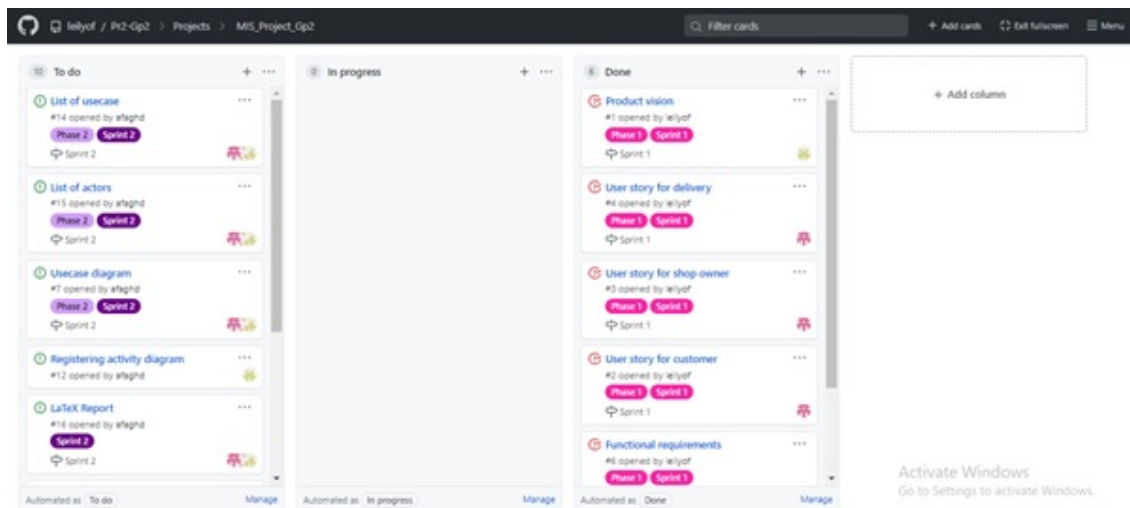 leilyof / Pr2-Gp2 > Projects > MIS_Project_Gp2
Filter cards
+ Add cards
Exit fullscreen
Menu
10 To do
List of usecase
#14 opened by afaghd
Phase 2 Sprint 2
Sprint 2
List of actors
#15 opened by afaghd
Phase 2 Sprint 2
Sprint 2
Usecase diagram
#7 opened by afaghd
Phase 2 Sprint 2
Sprint 2
Registering activity diagram
#12 opened by afaghd
LaTeX Report
#16 opened by afaghd
Sprint 2
Sprint 2
Automated as To do
Manage
0 In progress
Automated as In progress
Manage
6 Done
Product vision
#1 opened by leilyof
Phase 1 Sprint 1
Sprint 1
User story for delivery
#4 opened by leilyof
Phase 1 Sprint 1
Sprint 1
User story for shop owner
#3 opened by leilyof
Phase 1 Sprint 1
Sprint 1
User story for customer
#2 opened by leilyof
Phase 1 Sprint 1
Sprint 1
Functional requirements
#6 opened by leilyof
Phase 1 Sprint 1
Automated as Done
Manage
+ Add column
Activate Windows
Go to Settings to activate Windows.